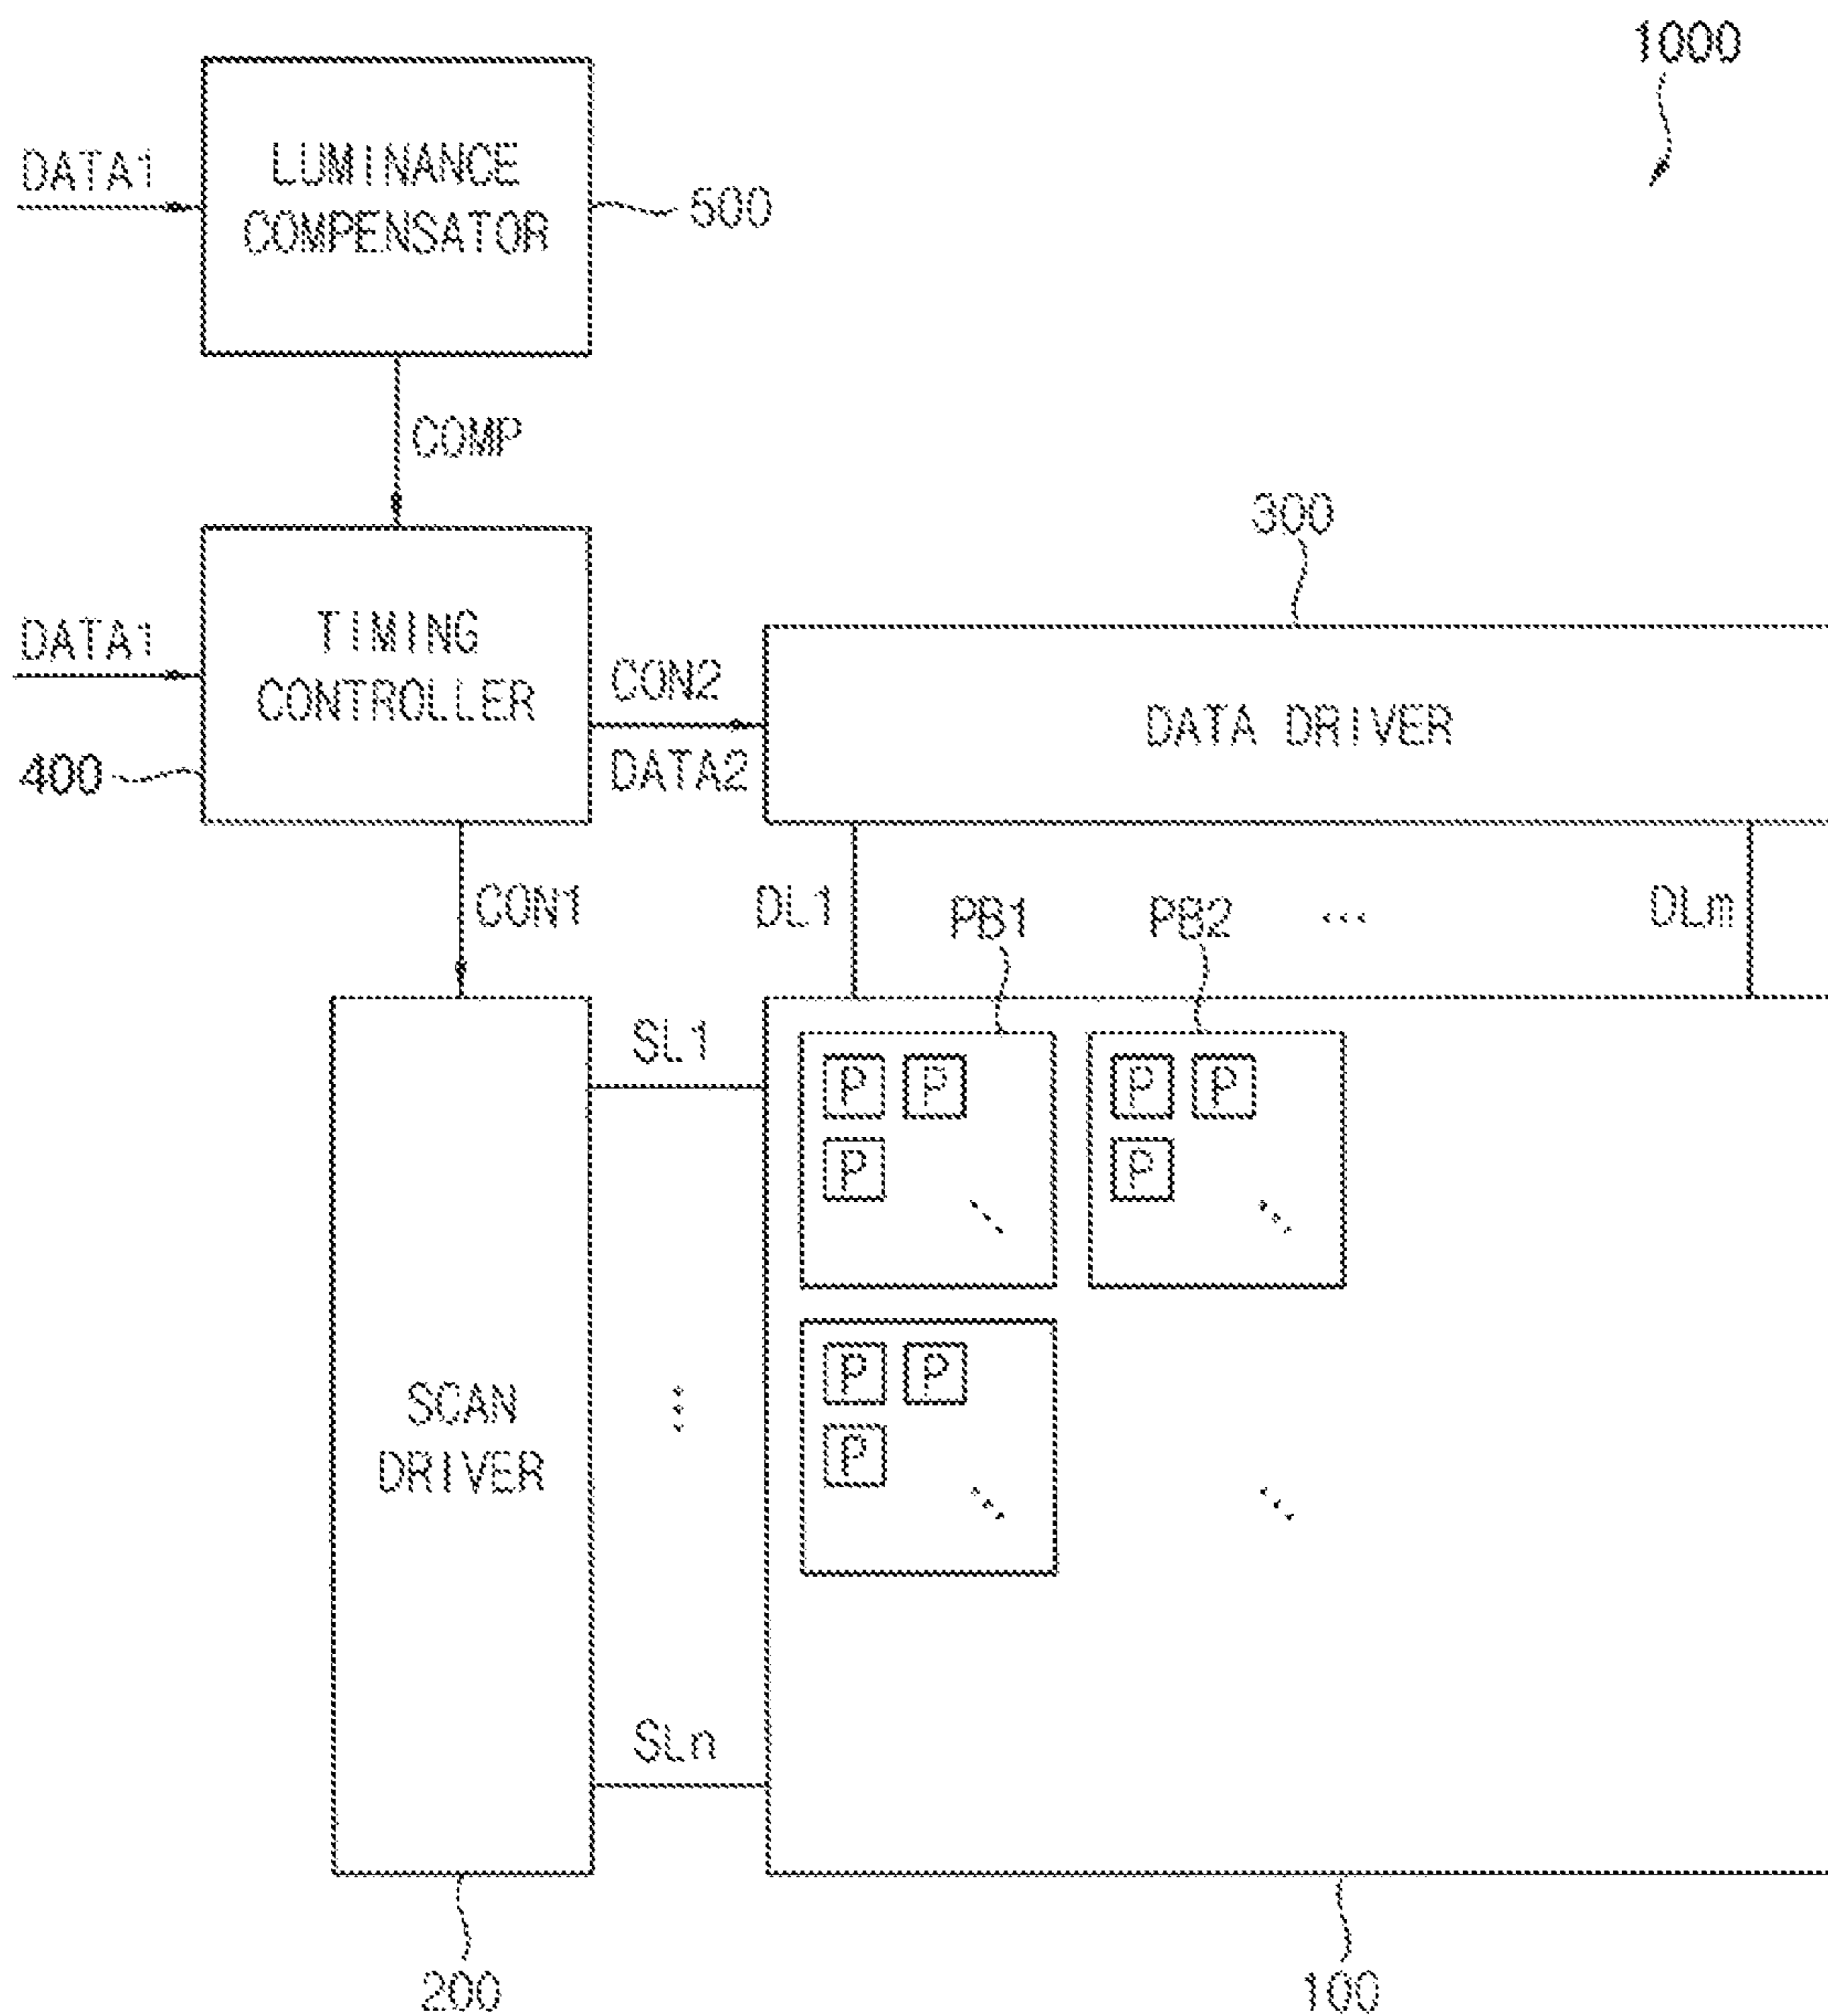 1000
LUMINANCE
COMPENSATOR
DATA1
500
COMP
300
TIMING
CONTROLLER
DATA1
400
CON2
DATA2
DATA DRIVER
CON1
DL1
PB1
PB2
...
DLm
SL1
P P
P
P P
P
P P
P
SCAN
DRIVER
SLn
200
100